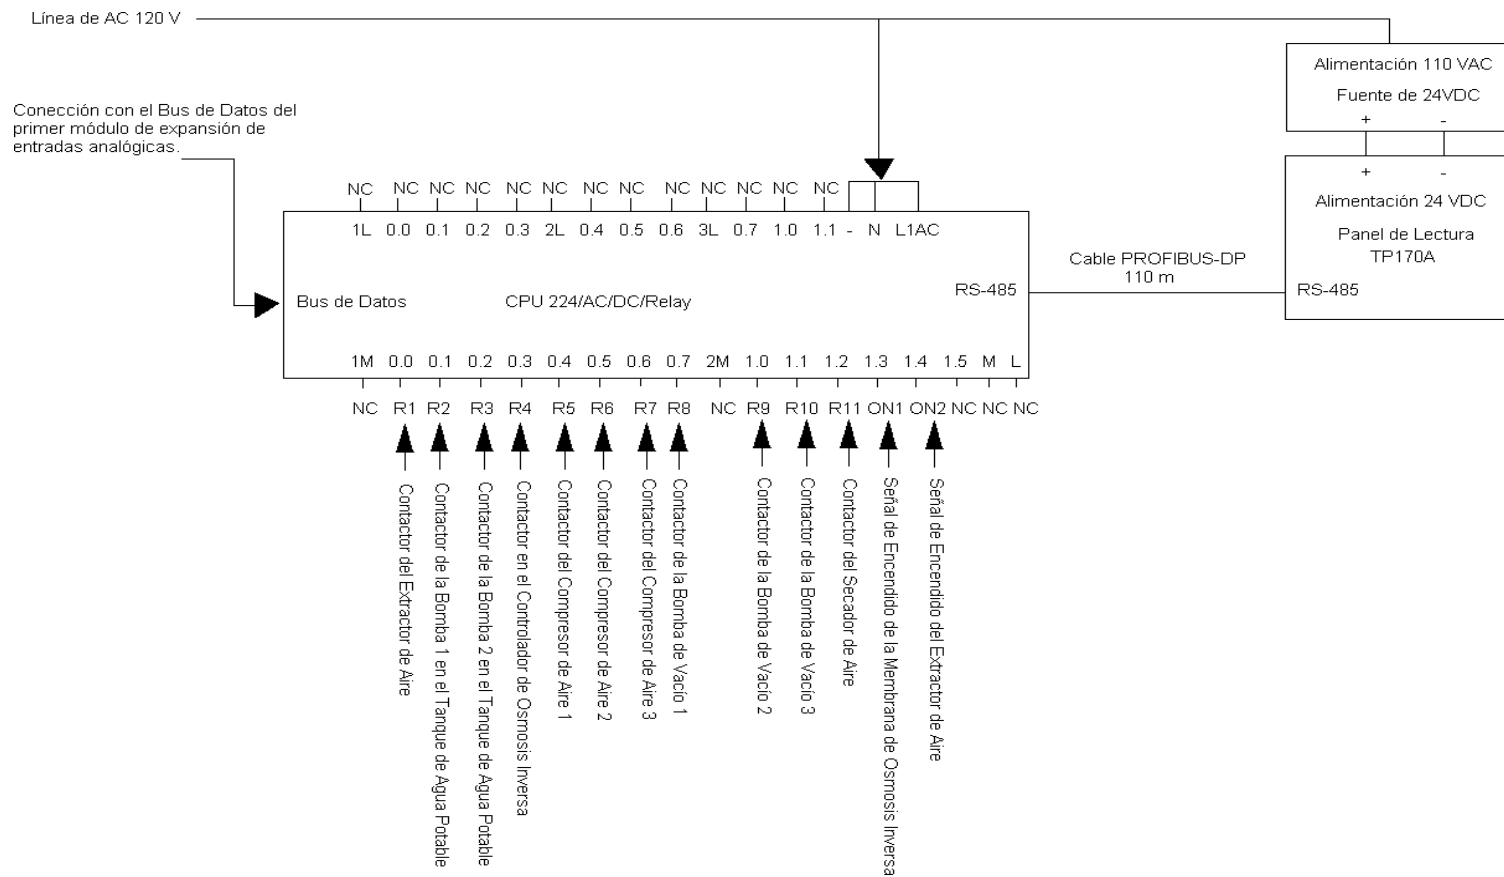 Línea de AC 120 V
Alimentación 110 VAC
Fuente de 24VDC
+ -
Conección con el Bus de Datos del
primer módulo de expansión de
entradas analógicas.
+ -
Alimentación 24 VDC
Panel de Lectura
TP170A
RS-485
NC NC NC NC NC NC NC NC NC NC NC NC NC
1L 0.0 0.1 0.2 0.3 2L 0.4 0.5 0.6 3L 0.7 1.0 1.1 - N L1AC
Cable PROFIBUS-DP
110 m
Bus de Datos
CPU 224/AC/DC/Relay
RS-485
1M 0.0 0.1 0.2 0.3 0.4 0.5 0.6 0.7 2M 1.0 1.1 1.2 1.3 1.4 1.5 M L
NC R1 R2 R3 R4 R5 R6 R7 R8 NC R9 R10 R11 ON1 ON2 NC NC NC
Contactor del Extractor de Aire
Contactor de la Bomba 1 en el Tanque de Agua Potable
Contactor de la Bomba 2 en el Tanque de Agua Potable
Contactor en el Controlador de Osmosis Inversa
Contactor del Compresor de Aire 1
Contactor del Compresor de Aire 2
Contactor del Compresor de Aire 3
Contactor de la Bomba de Vacío 1
Contactor de la Bomba de Vacío 2
Contactor de la Bomba de Vacío 3
Contactor del Secador de Aire
Señal de Encendido de la Membrana de Osmosis Inversa
Señal de Encendido del Extractor de Aire